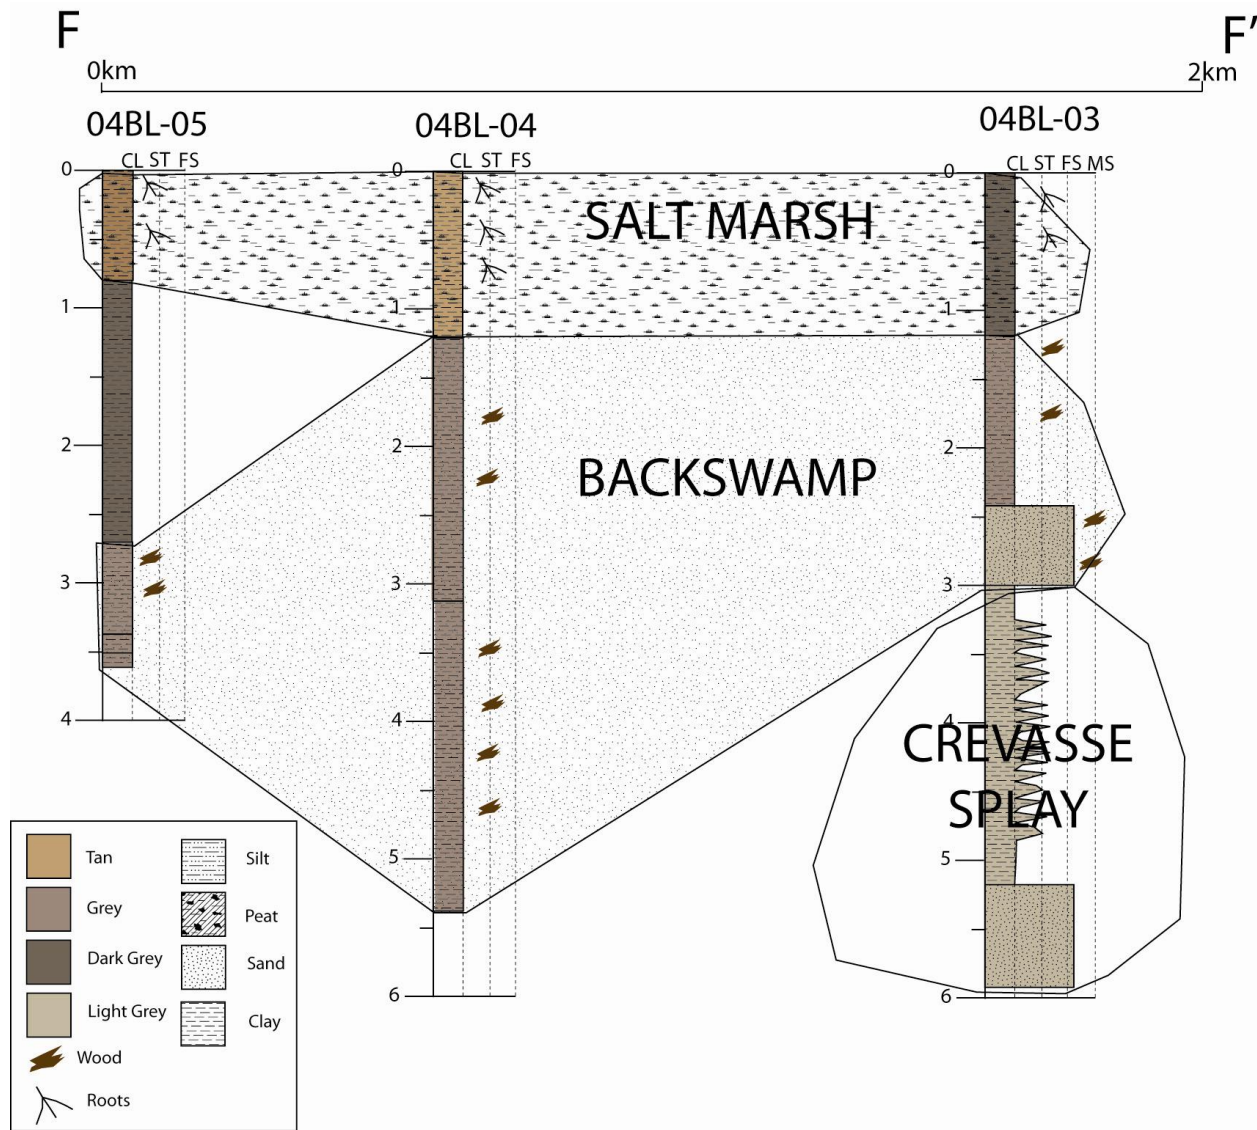 F F'
0km 2km
04BL-05 04BL-04 04BL-03
CL ST FS CL ST FS CL ST FS MS
0 0 0
SALT MARSH
1 1 1
2 2 2
BACKSWAMP
3 3 3
4 4 4
CREVASSE
SPLAY
5 5
6 6
Tan Silt
Grey Peat
Dark Grey Sand
Light Grey Clay
Wood
Roots